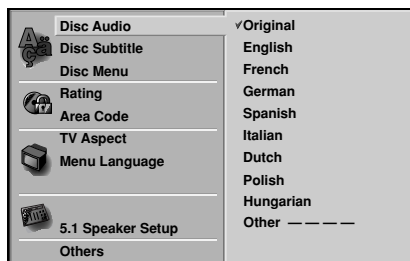 Disc Audio
Disc Subtitle
Disc Menu
Rating
Area Code
TV Aspect
Menu Language
5.1 Speaker Setup
Others
✓Original
English
French
German
Spanish
Italian
Dutch
Polish
Hungarian
Other — — — —